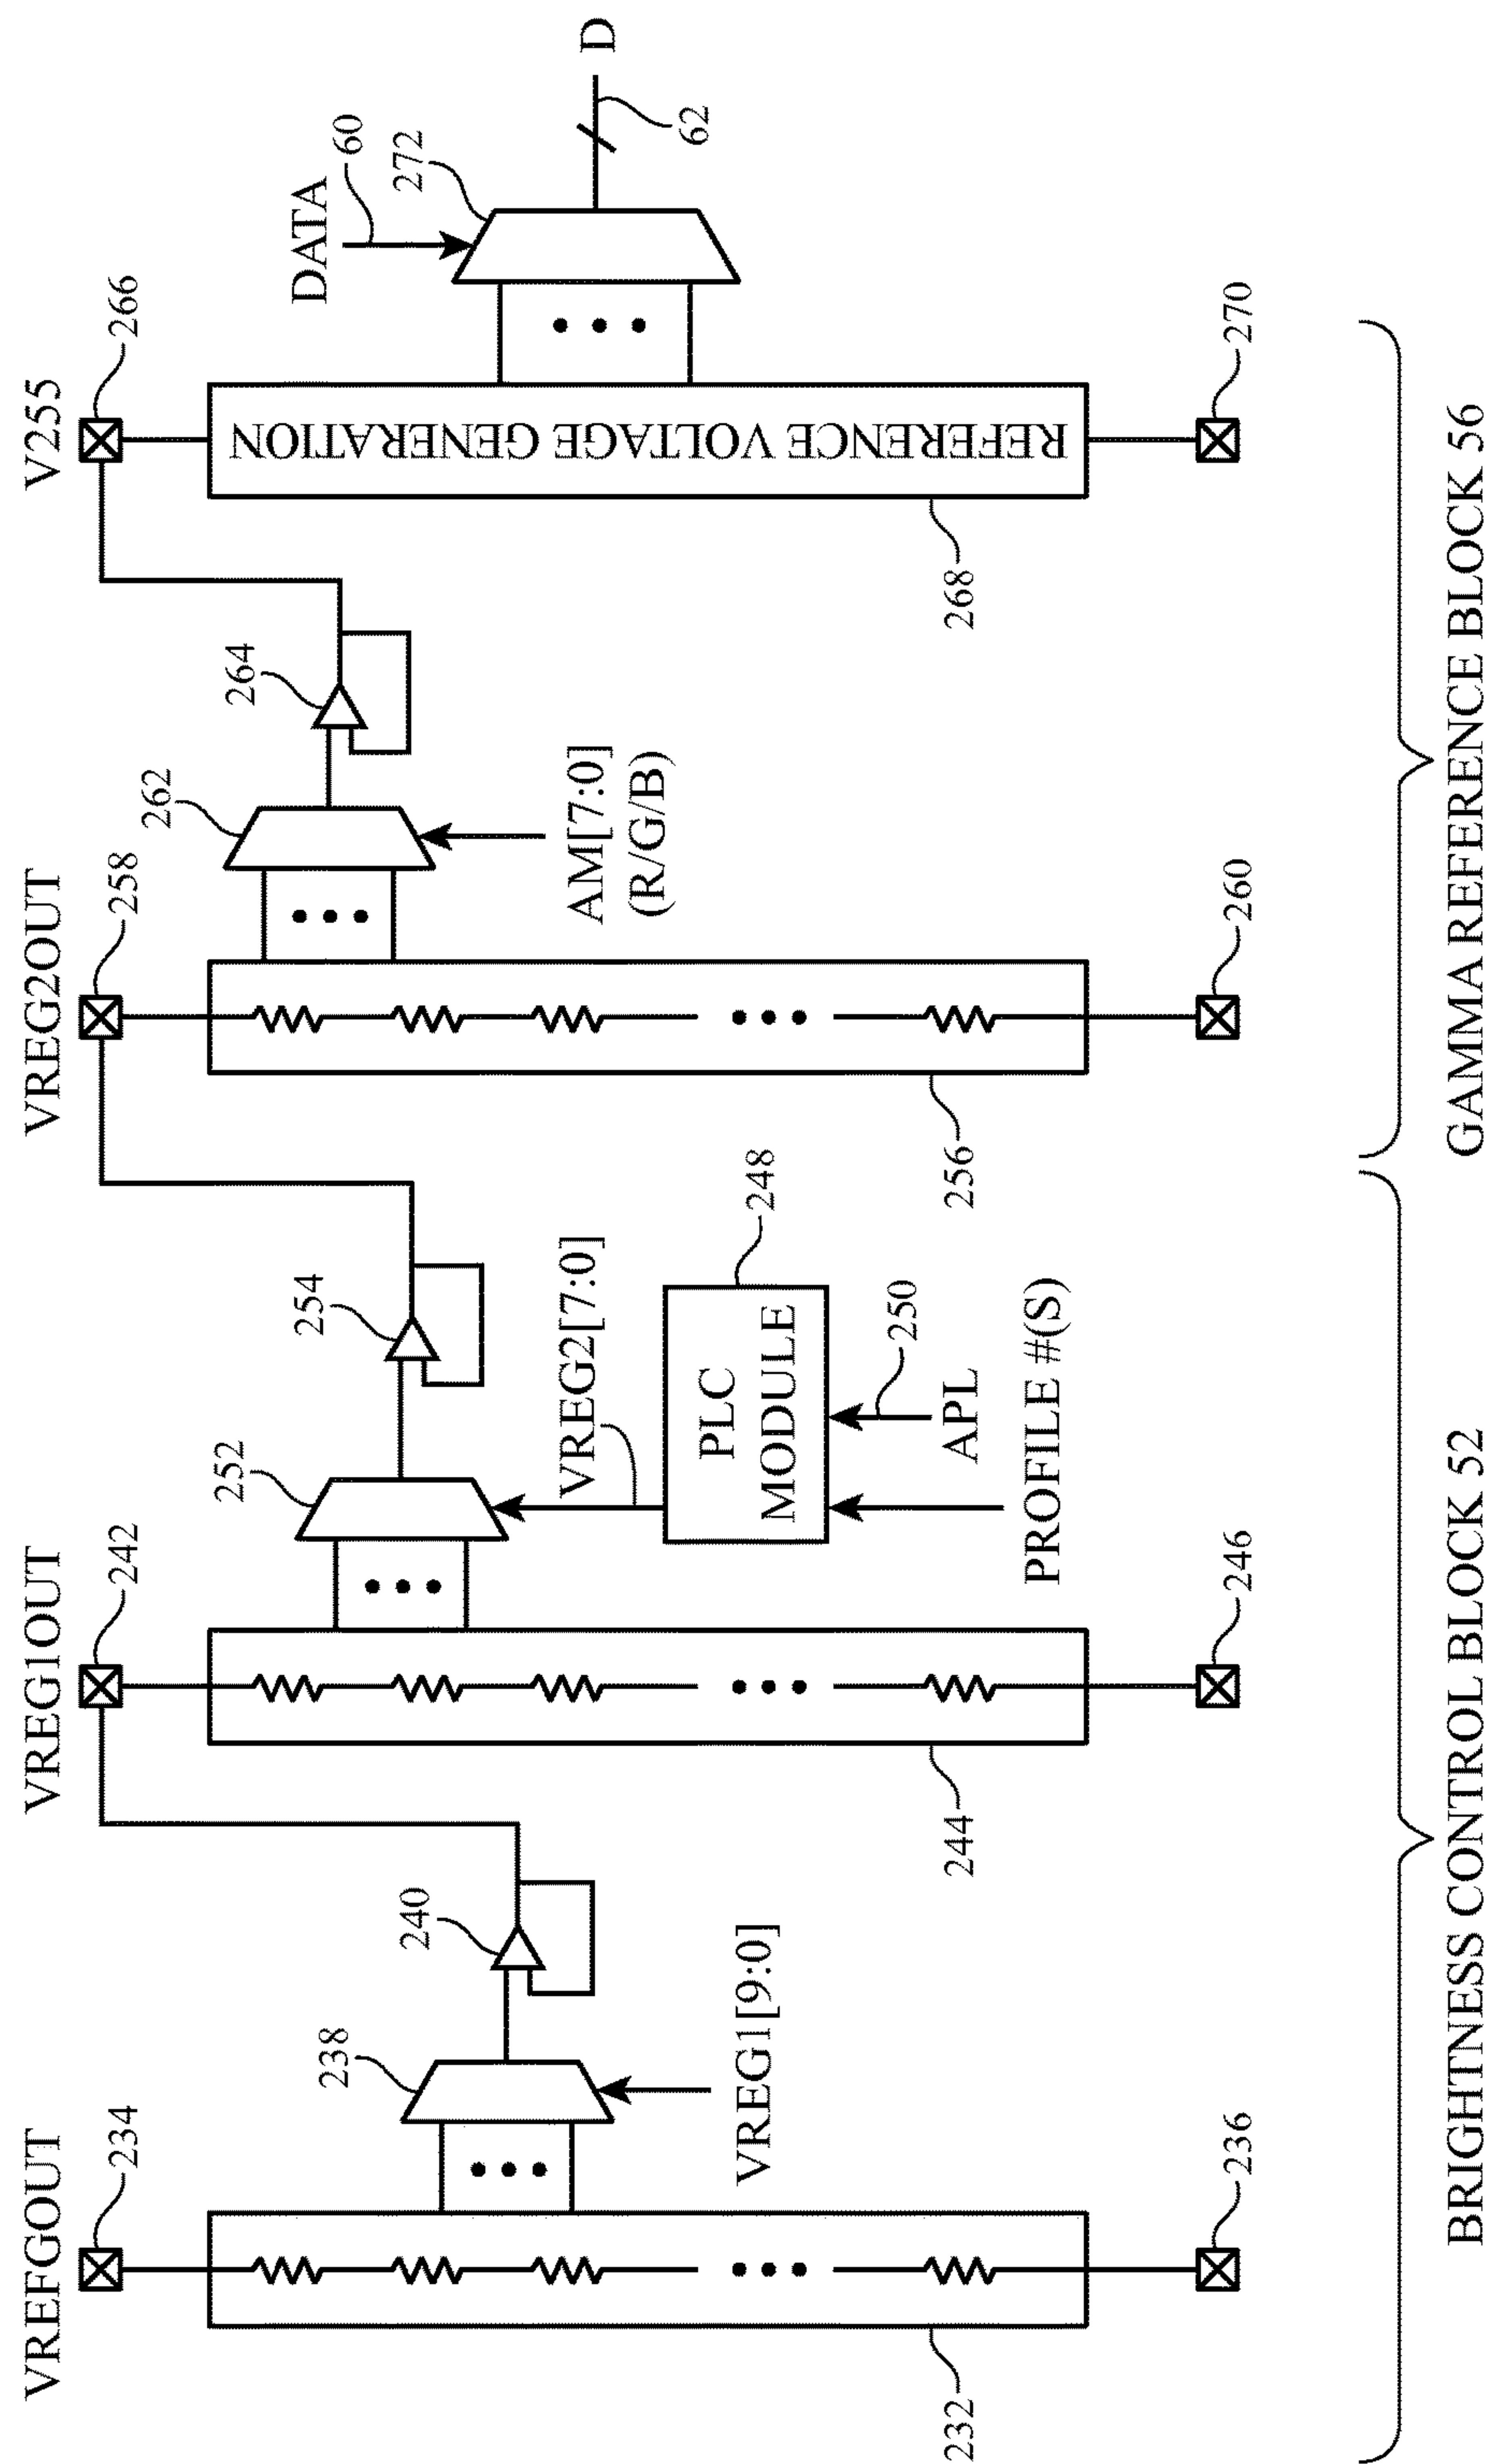 VREFGOUT
234
232
236
238
VREG1[9:0]
240
VREG1OUT
242
244
246
252
VREG2[7:0]
PLC
MODULE
248
250
APL
PROFILE #(S)
254
VREG2OUT
258
256
260
262
AM[7:0]
(R/G/B)
264
V255
266
REFERENCE VOLTAGE GENERATION
268
270
DATA
60
272
62
D
BRIGHTNESS CONTROL BLOCK 52
GAMMA REFERENCE BLOCK 56